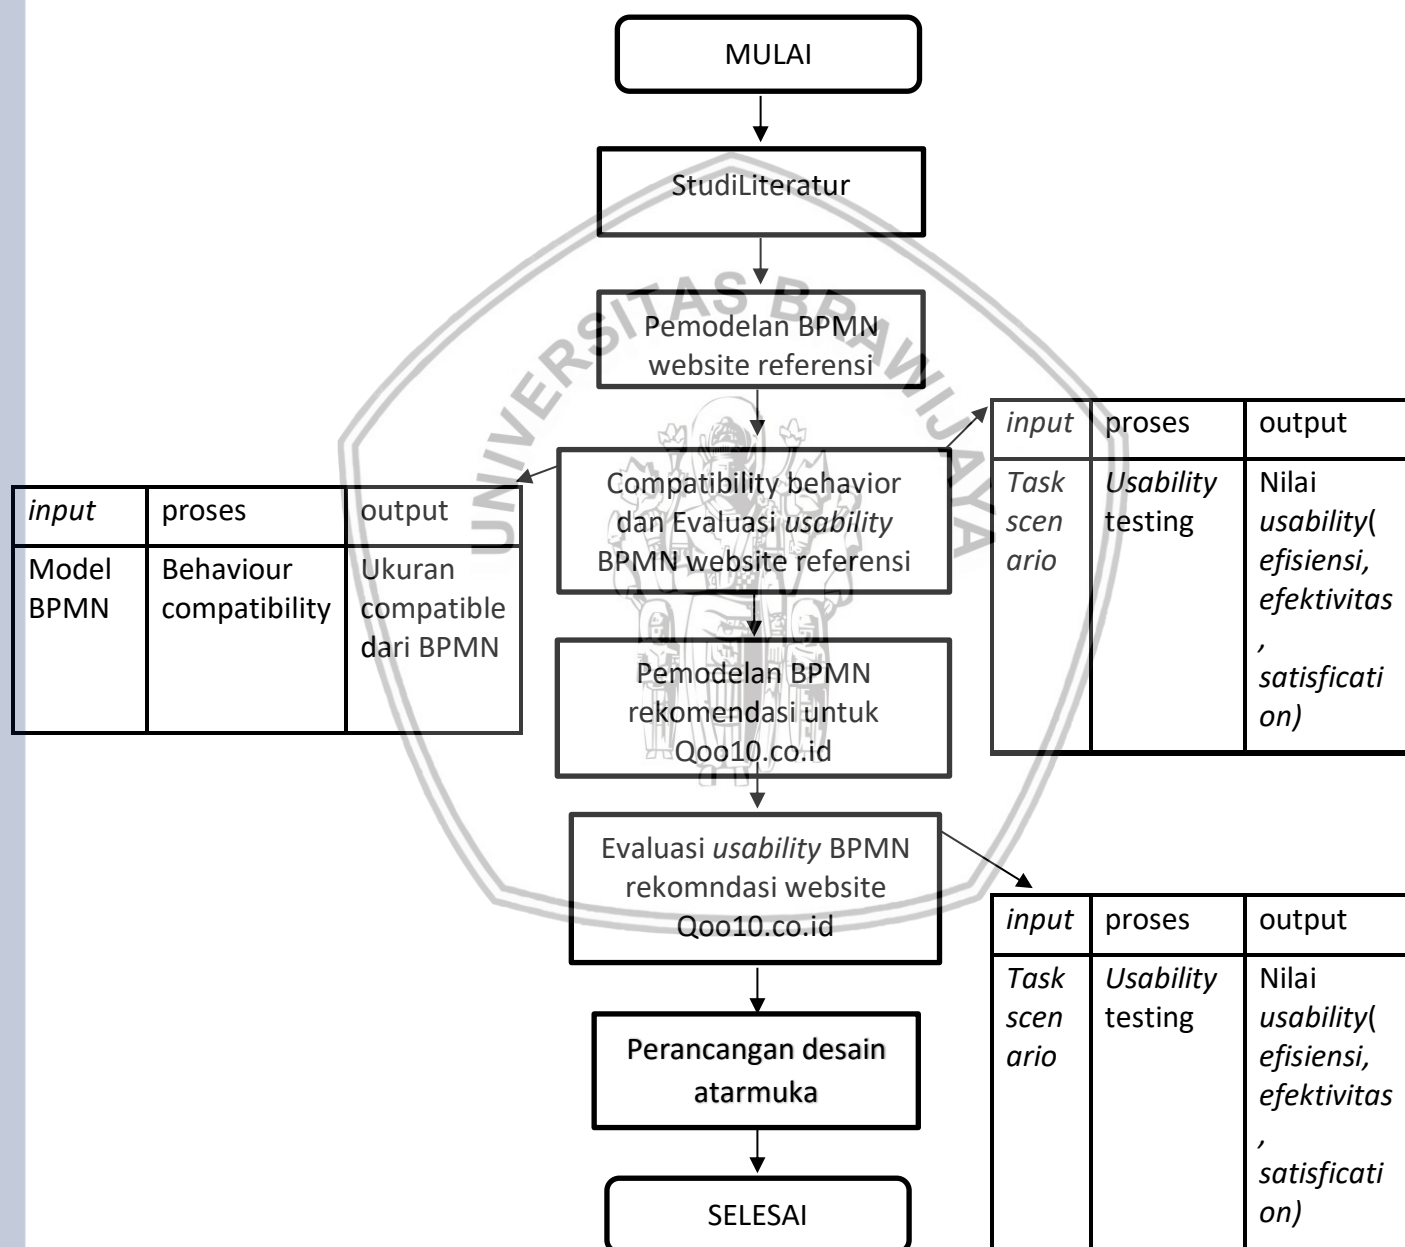 MULAI
StudiLiteratur
UNIVERSITAS BRAWIJAYA
Pemodelan BPMN
website referensi
Compatibility behavior
dan Evaluasi usability
BPMN website referensi
input proses output
Model BPMN
Behaviour compatibility
Ukuran compatible dari BPMN
input proses output
Task
scen
ario
Usability
testing
Nilai
usability(
efisiensi,
efektivitas
,
satisficati
on)
Pemodelan BPMN
rekomendasi untuk
Qoo10.co.id
Evaluasi usability BPMN
rekomndasi website
Qoo10.co.id
input proses output
Task
scen
ario
Usability
testing
Nilai
usability(
efisiensi,
efektivitas
,
satisficati
on)
Perancangan desain
atarmuka
SELESAI